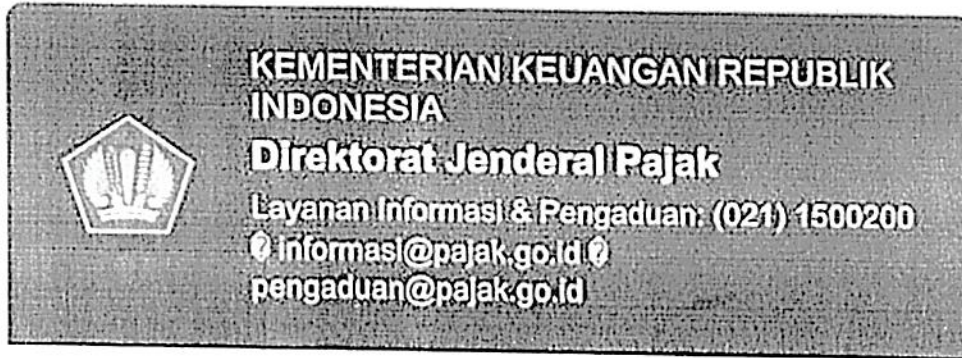 KEMENTERIAN KEUANGAN REPUBLIK
INDONESIA
Direktorat Jenderal Pajak
Layanan Informasi & Pengaduan: (021) 1500200
� informasi@pajak.go.id �
pengaduan@pajak.go.id